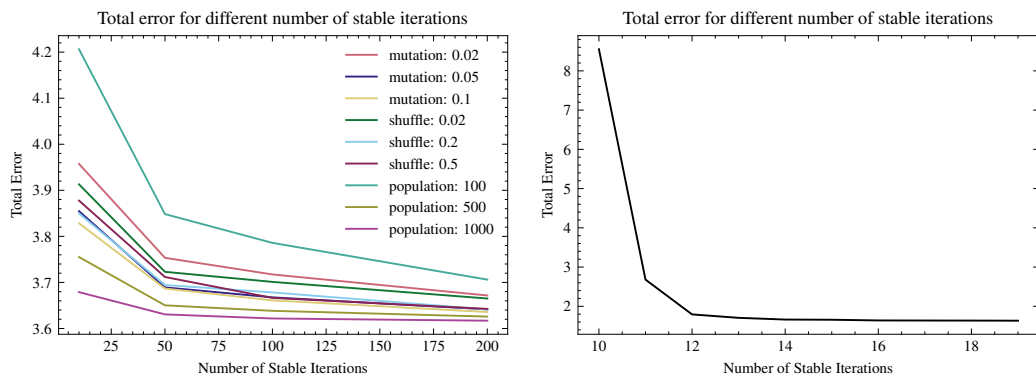 Total error for different number of stable iterations
4.2
4.1
4.0
3.9
3.8
3.7
3.6
Total Error
mutation: 0.02
mutation: 0.05
mutation: 0.1
shuffle: 0.02
shuffle: 0.2
shuffle: 0.5
population: 100
population: 500
population: 1000
25 50 75 100 125 150 175 200
Number of Stable Iterations
Total error for different number of stable iterations
8
7
6
5
4
3
2
Total Error
10 12 14 16 18
Number of Stable Iterations